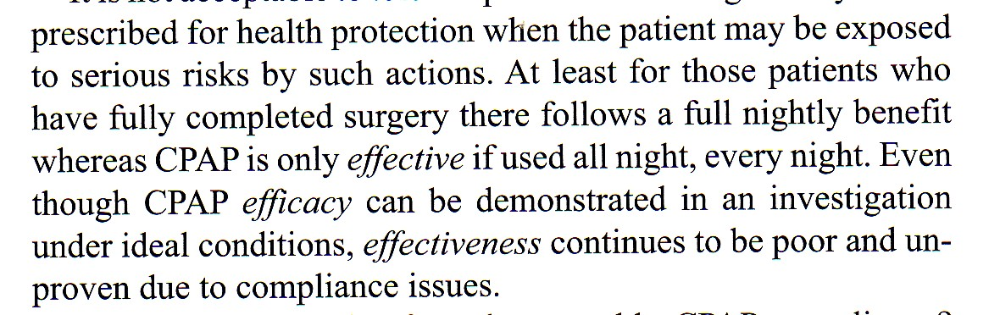 prescribed for health protection when the patient may be exposed
to serious risks by such actions. At least for those patients who
have fully completed surgery there follows a full nightly benefit
whereas CPAP is only effective if used all night, every night. Even
though CPAP efficacy can be demonstrated in an investigation
under ideal conditions, effectiveness continues to be poor and un-
proven due to compliance issues.